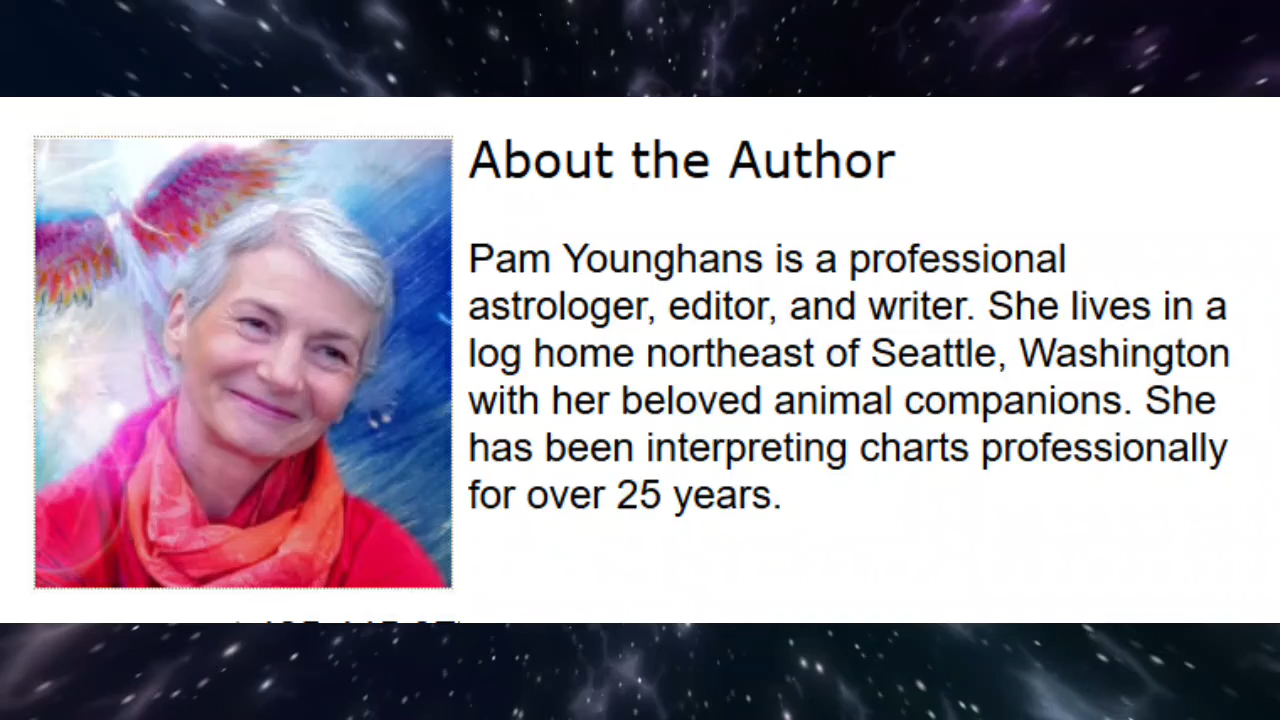 About the Author
Pam Younghans is a professional
astrologer, editor, and writer. She lives in a
log home northeast of Seattle, Washington
with her beloved animal companions. She
has been interpreting charts professionally
for over 25 years.